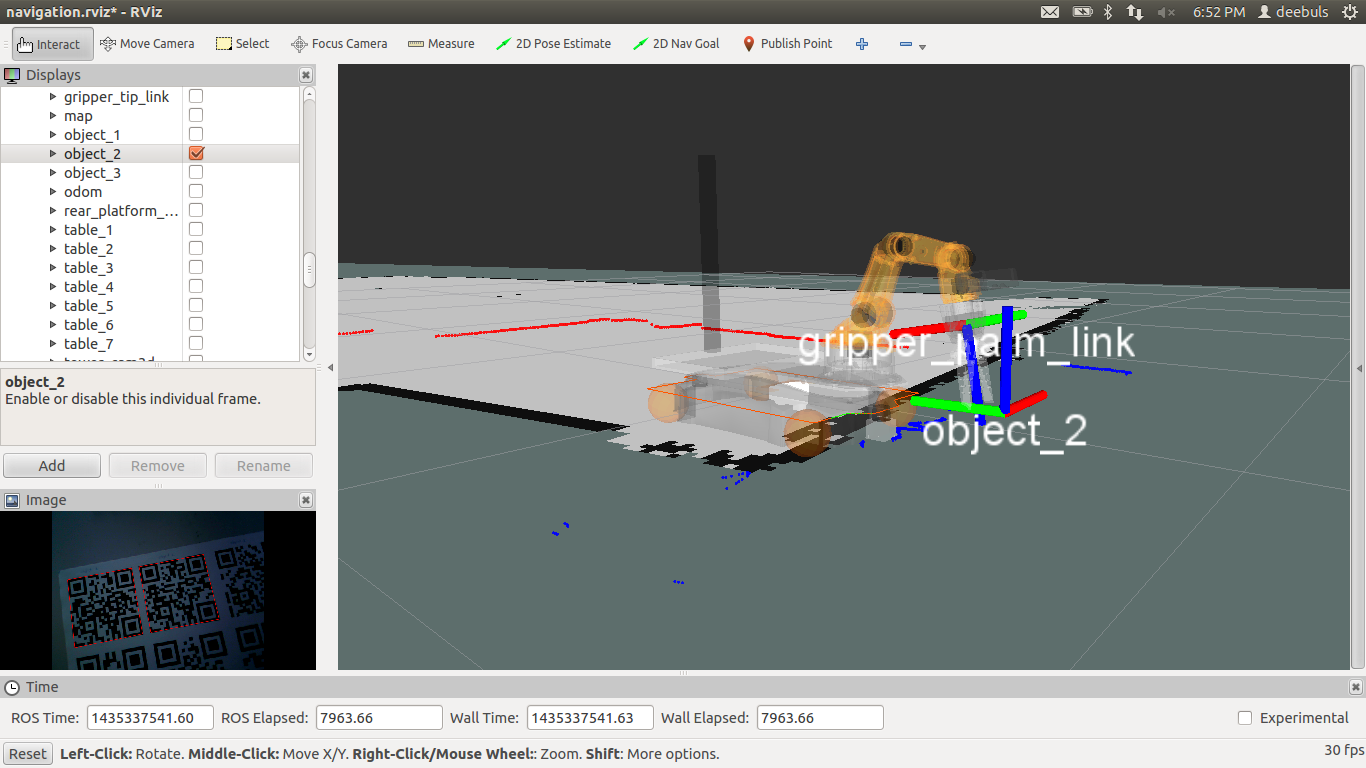 navigation.rviz* - RViz
6:52 PM deebuls
Interact Move Camera Select Focus Camera Measure 2D Pose Estimate 2D Nav Goal Publish Point
Displays
gripper_tip_link
map
object_1
object_2
object_3
odom
rear_platform_...
table_1
table_2
table_3
table_4
table_5
table_6
table_7
object_2
Enable or disable this individual frame.
Add Remove Rename
Image
gripper_palm_link
object_2
Time
ROS Time: 1435337541.60 ROS Elapsed: 7963.66 Wall Time: 1435337541.63 Wall Elapsed: 7963.66 Experimental
Reset Left-Click: Rotate. Middle-Click: Move X/Y. Right-Click/Mouse Wheel:: Zoom. Shift: More options. 30 fps